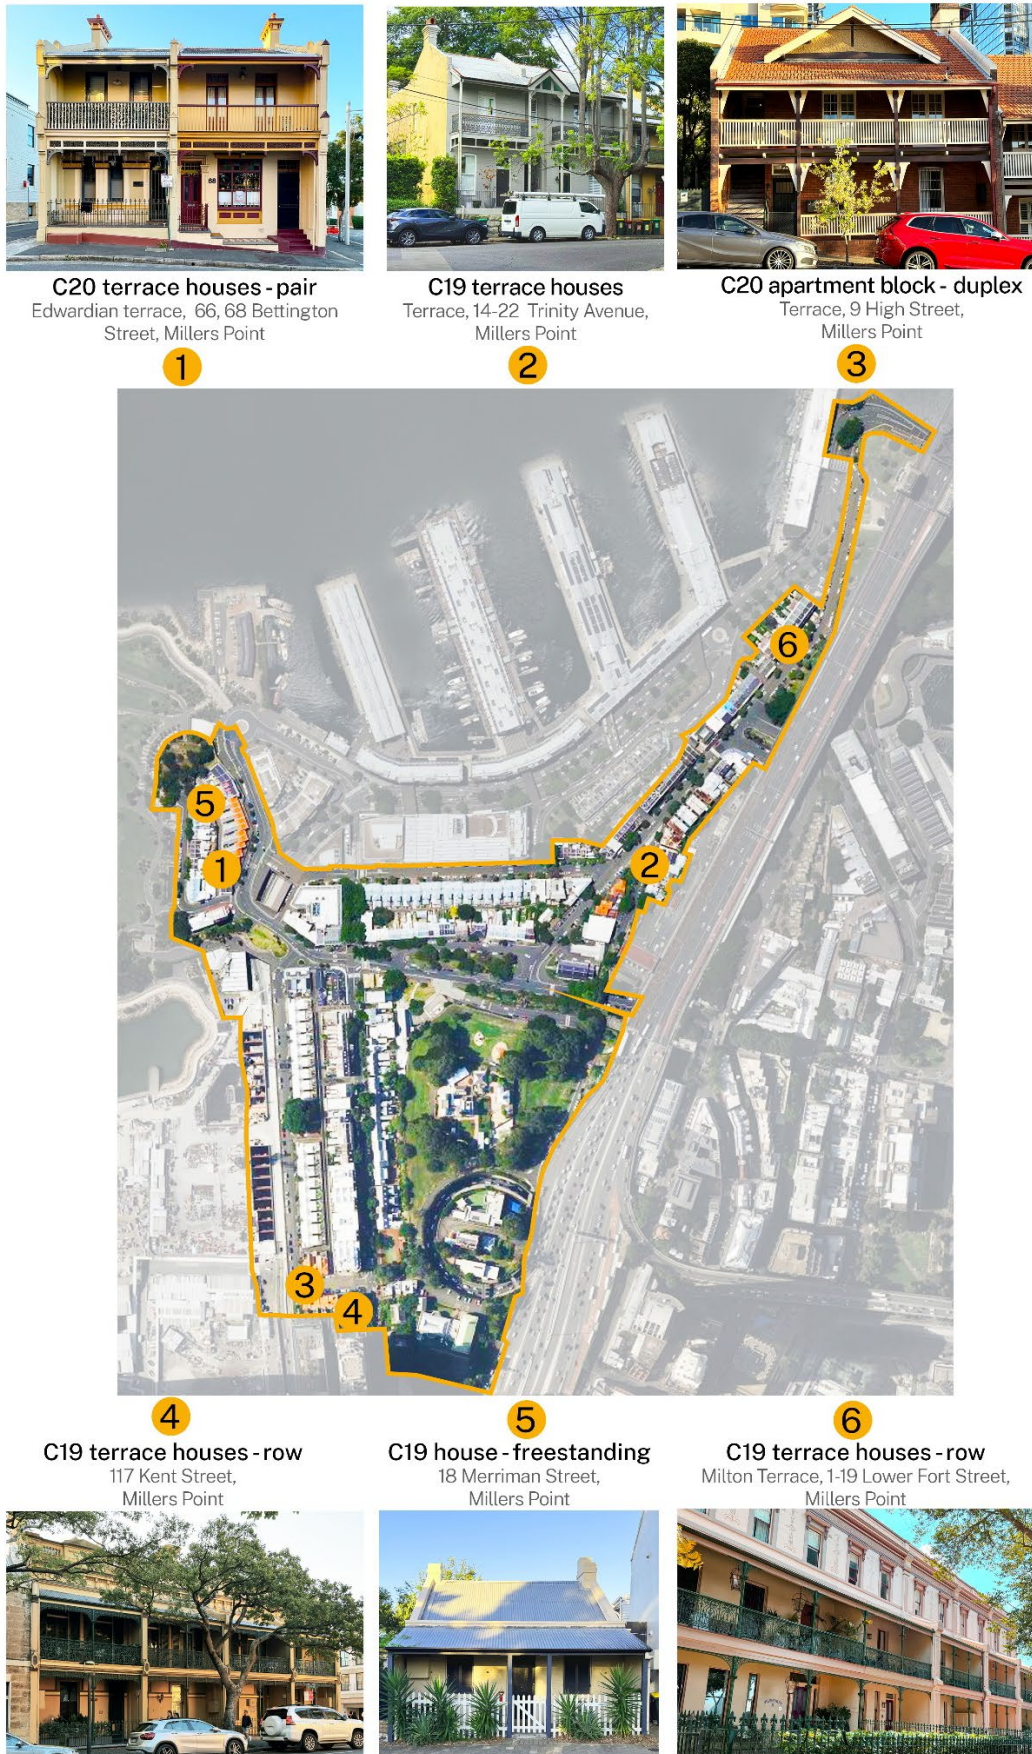 68
C20 terrace houses - pair
Edwardian terrace, 66, 68 Bettington
Street, Millers Point
1
C19 terrace houses
Terrace, 14-22 Trinity Avenue,
Millers Point
2
C20 apartment block - duplex
Terrace, 9 High Street,
Millers Point
3
6
5
1
2
3
4
4
C19 terrace houses - row
117 Kent Street,
Millers Point
5
C19 house - freestanding
18 Merriman Street,
Millers Point
6
C19 terrace houses - row
Milton Terrace, 1-19 Lower Fort Street,
Millers Point